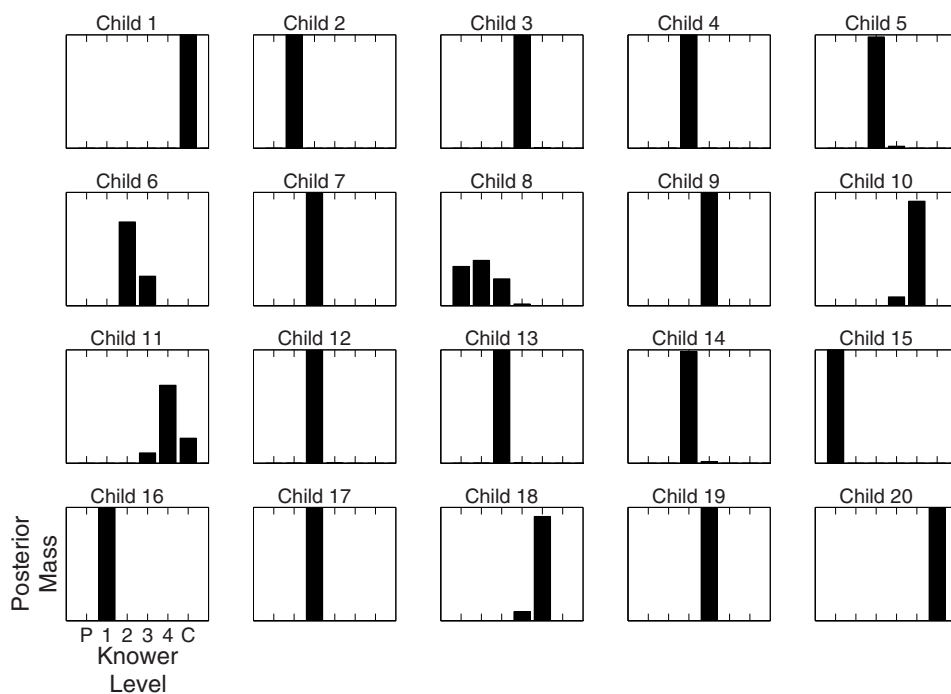 Child 1 Child 2 Child 3 Child 4 Child 5
Child 6 Child 7 Child 8 Child 9 Child 10
Child 11 Child 12 Child 13 Child 14 Child 15
Child 16 Child 17 Child 18 Child 19 Child 20
Posterior
Mass
P 1 2 3 4 C
Knower
Level